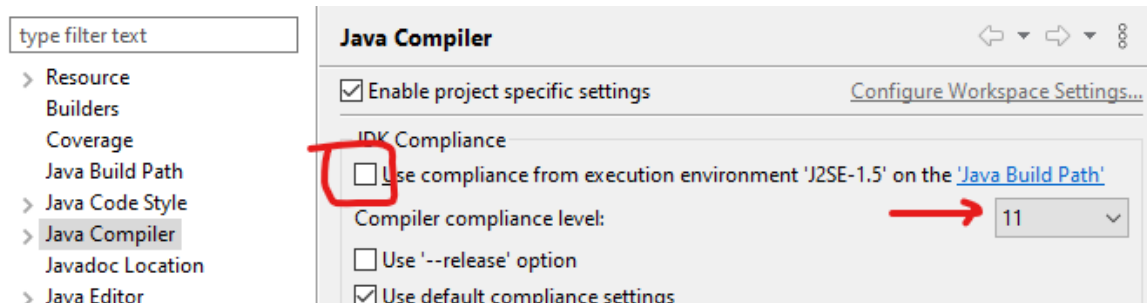 type filter text
Resource
Builders
Coverage
Java Build Path
Java Code Style
Java Compiler
Javadoc Location
Java Editor
Java Compiler
Enable project specific settings
Configure Workspace Settings...
JDK Compliance
Use compliance from execution environment 'J2SE-1.5' on the 'Java Build Path'
Compiler compliance level:
11
Use '--release' option
Use default compliance settings